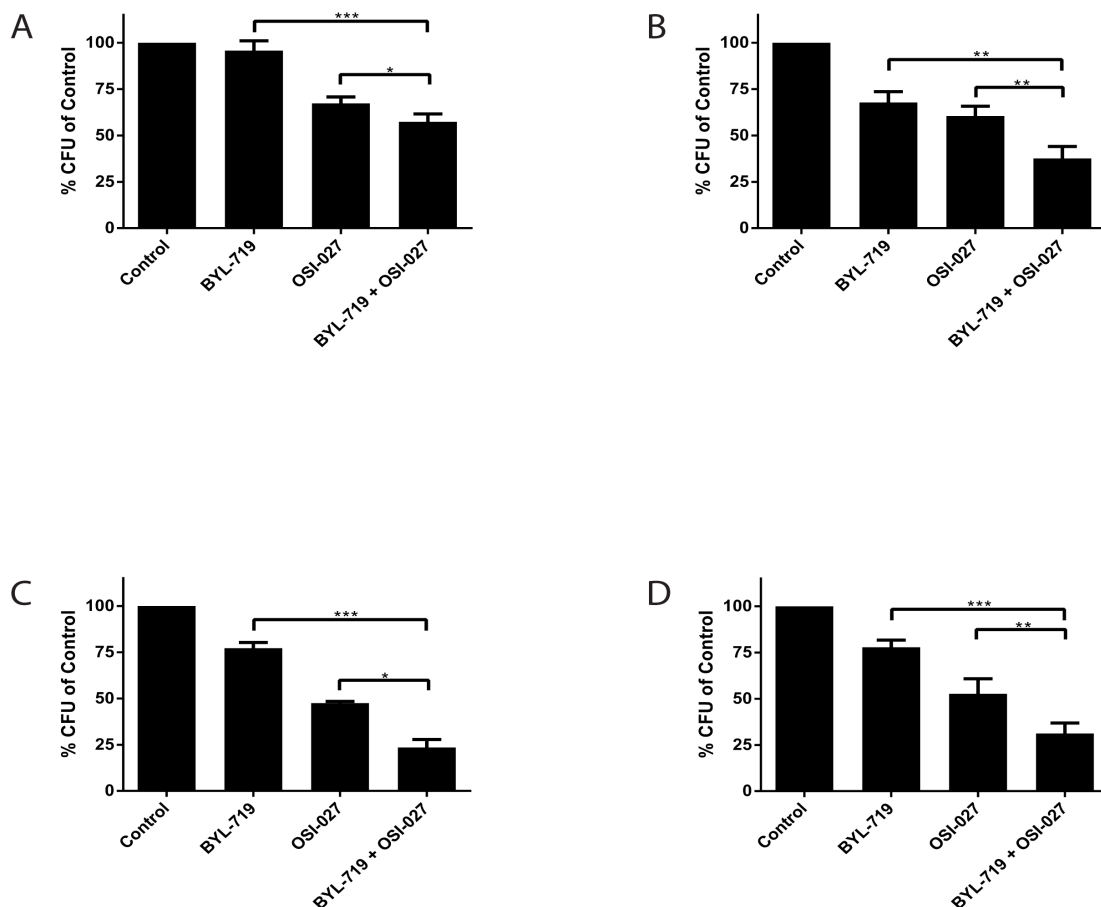 A
% CFU of Control
100
75
50
25
0
***
*
Control
BYL-719
OSI-027
BYL-719 + OSI-027
B
% CFU of Control
100
75
50
25
0
**
**
Control
BYL-719
OSI-027
BYL-719 + OSI-027
C
% CFU of Control
100
75
50
25
0
***
*
Control
BYL-719
OSI-027
BYL-719 + OSI-027
D
% CFU of Control
100
75
50
25
0
***
**
Control
BYL-719
OSI-027
BYL-719 + OSI-027